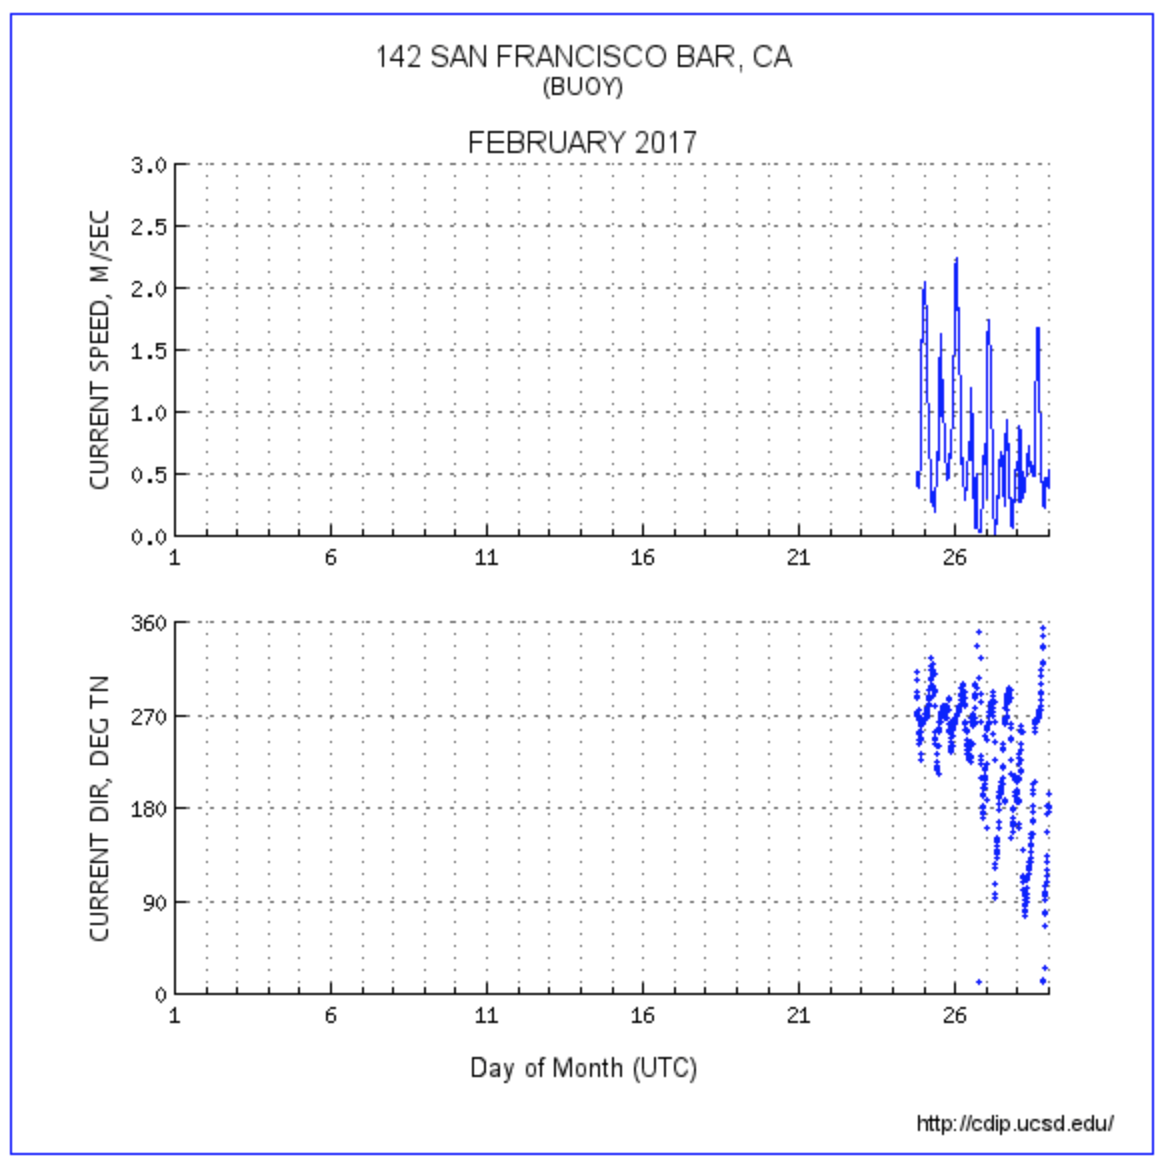 142 SAN FRANCISCO BAR, CA
(BUOY)
FEBRUARY 2017
CURRENT SPEED, M/SEC
3.0
2.5
2.0
1.5
1.0
0.5
0.0
1 6 11 16 21 26
CURRENT DIR, DEG TN
360
270
180
90
0
1 6 11 16 21 26
Day of Month (UTC)
http://cdip.ucsd.edu/